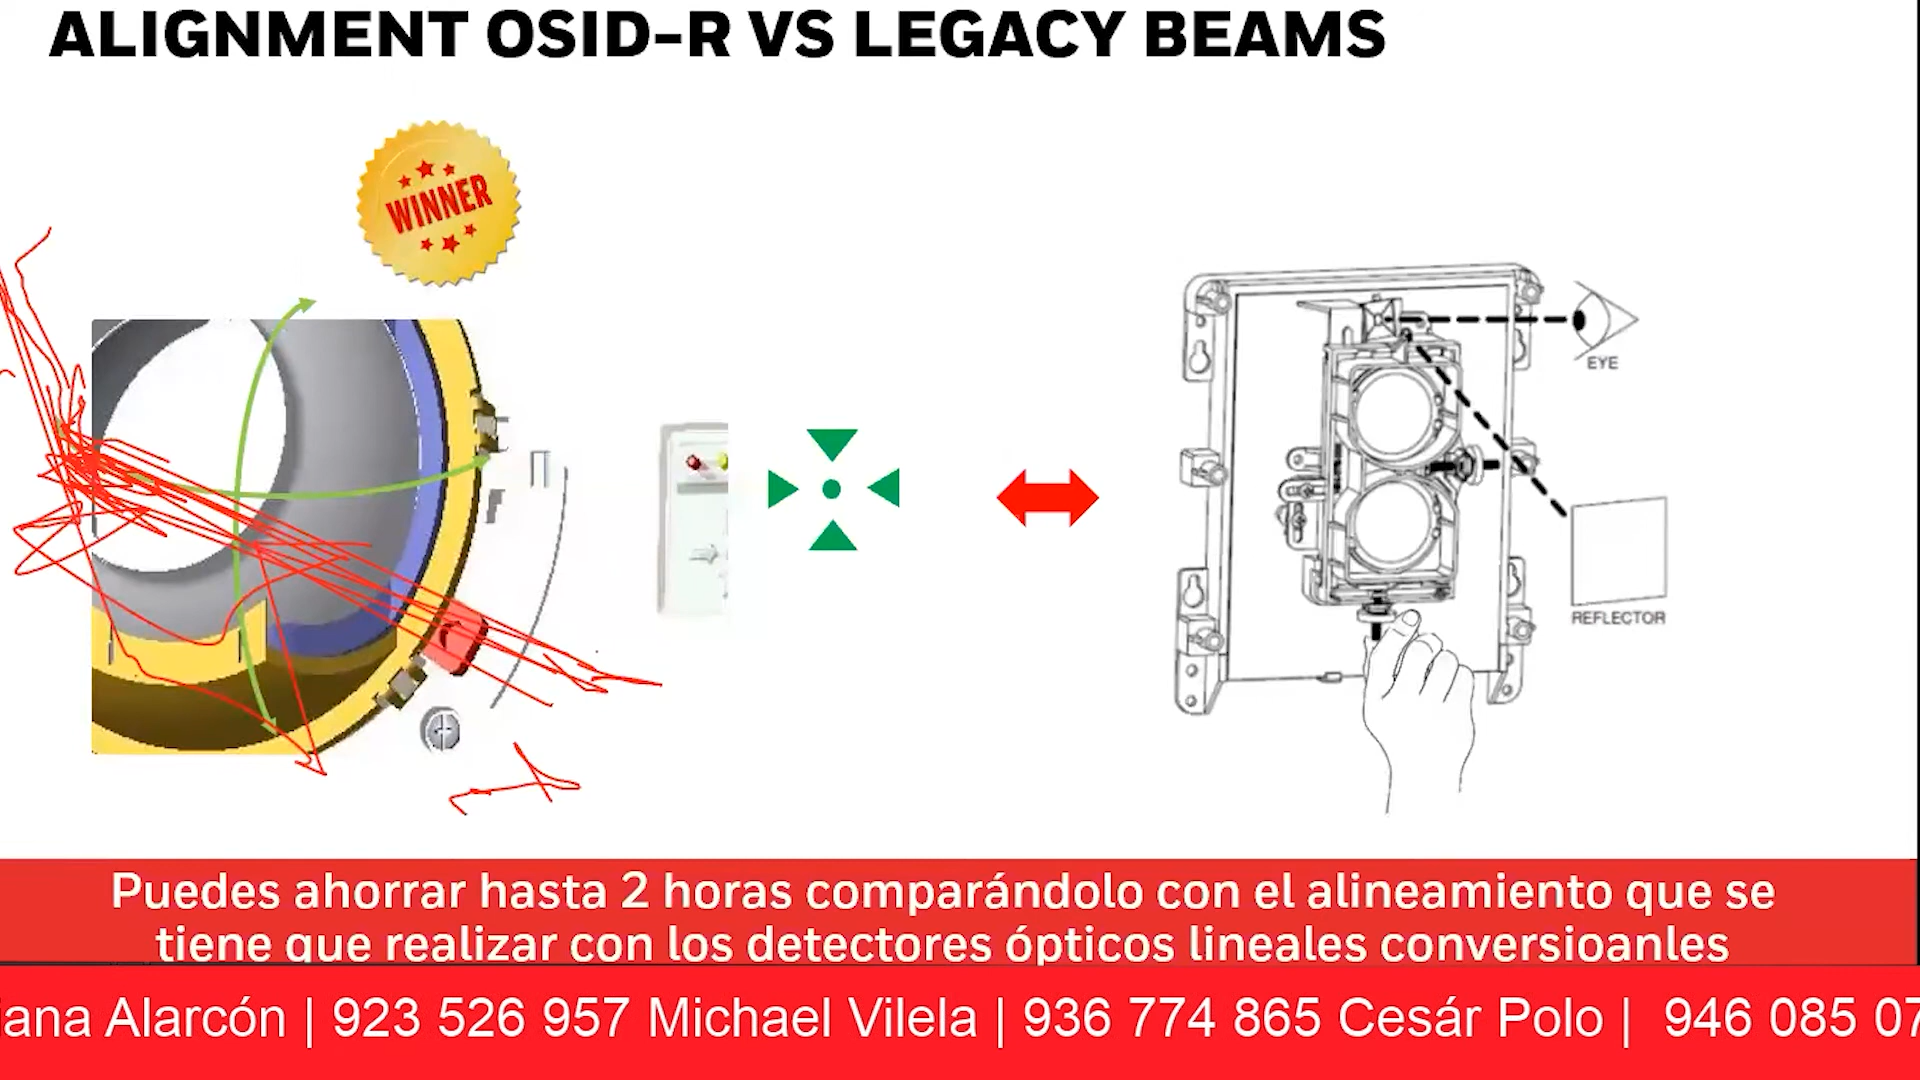 ALIGNMENT OSID-R VS LEGACY BEAMS
WINNER
EYE
REFLECTOR
Puedes ahorrar hasta 2 horas comparándolo con el alineamiento que se
tiene que realizar con los detectores ópticos lineales conversioanles
iana Alarcón | 923 526 957 Michael Vilela | 936 774 865 Cesár Polo | 946 085 07